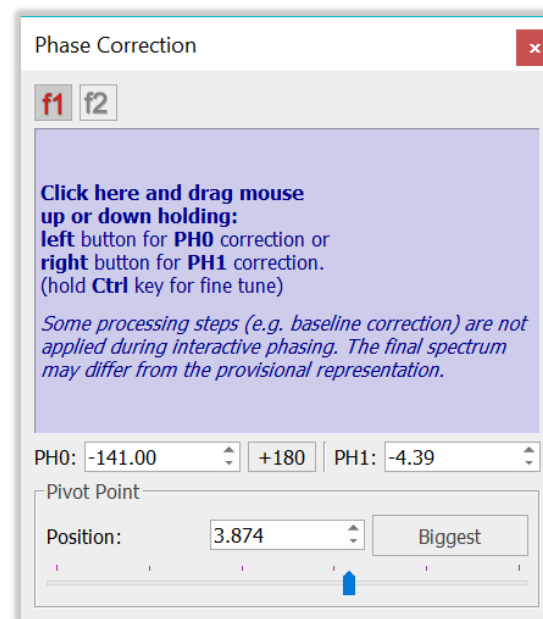 Phase Correction
x
f1 f2
Click here and drag mouse
up or down holding:
left button for PH0 correction or
right button for PH1 correction.
(hold Ctrl key for fine tune)
Some processing steps (e.g. baseline correction) are not
applied during interactive phasing. The final spectrum
may differ from the provisional representation.
PH0: -141.00 +180 PH1: -4.39
Pivot Point
Position: 3.874 Biggest